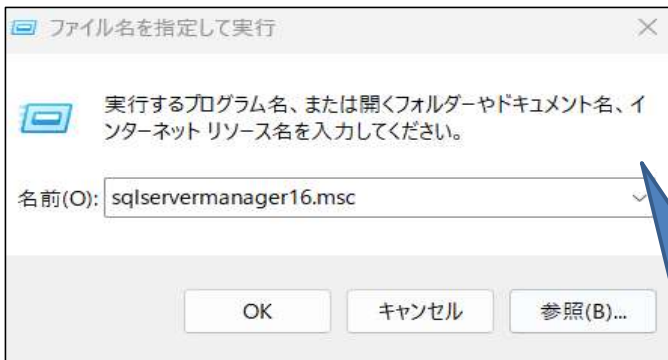 ファイル名を指定して実行
実行するプログラム名、または開くフォルダーやドキュメント名、イ
ンターネット リソース名を入力してください。
名前(O): sqlservermanager16.msc
OK キャンセル 参照(B)...